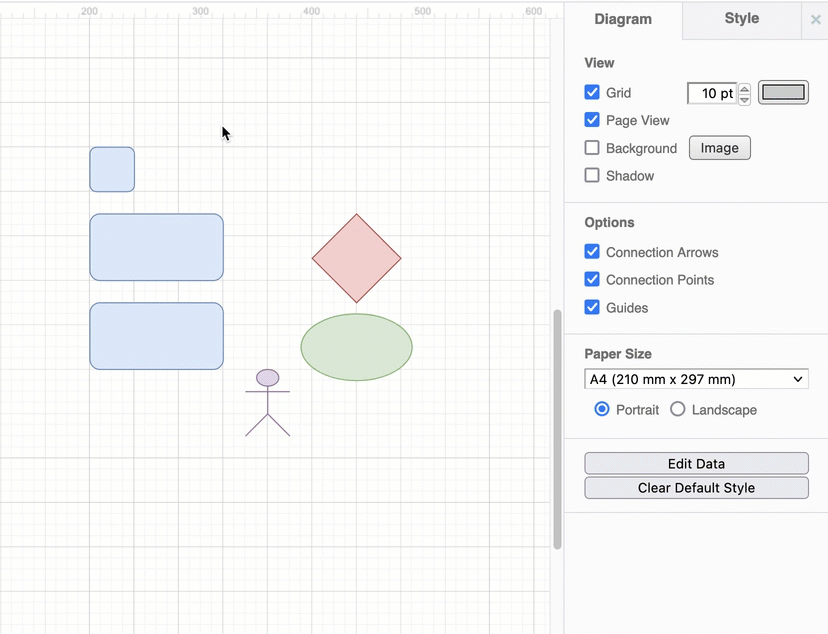 200 300 400 500 600
Diagram Style ×
View
Grid 10 pt
Page View
Background Image
Shadow
Options
Connection Arrows
Connection Points
Guides
Paper Size
A4 (210 mm x 297 mm)
Portrait Landscape
Edit Data
Clear Default Style